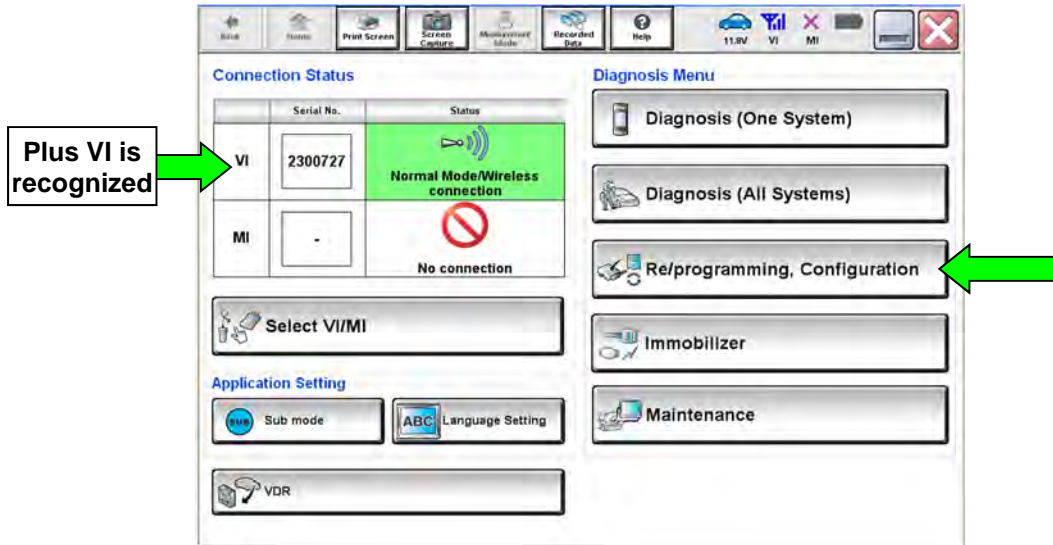 Back
Home
Print Screen
Screen
Capture
Measurement
Mode
Recorded
Data
Help
11.8V
VI
MI
Connection Status
Serial No.
Status
VI
2300727
Normal Mode/Wireless
connection
MI
-
No connection
Plus VI is
recognized
Select VI/MI
Application Setting
SUB
Sub mode
ABC
Language Setting
VDR
Diagnosis Menu
Diagnosis (One System)
Diagnosis (All Systems)
Re/programming, Configuration
Immobilizer
Maintenance